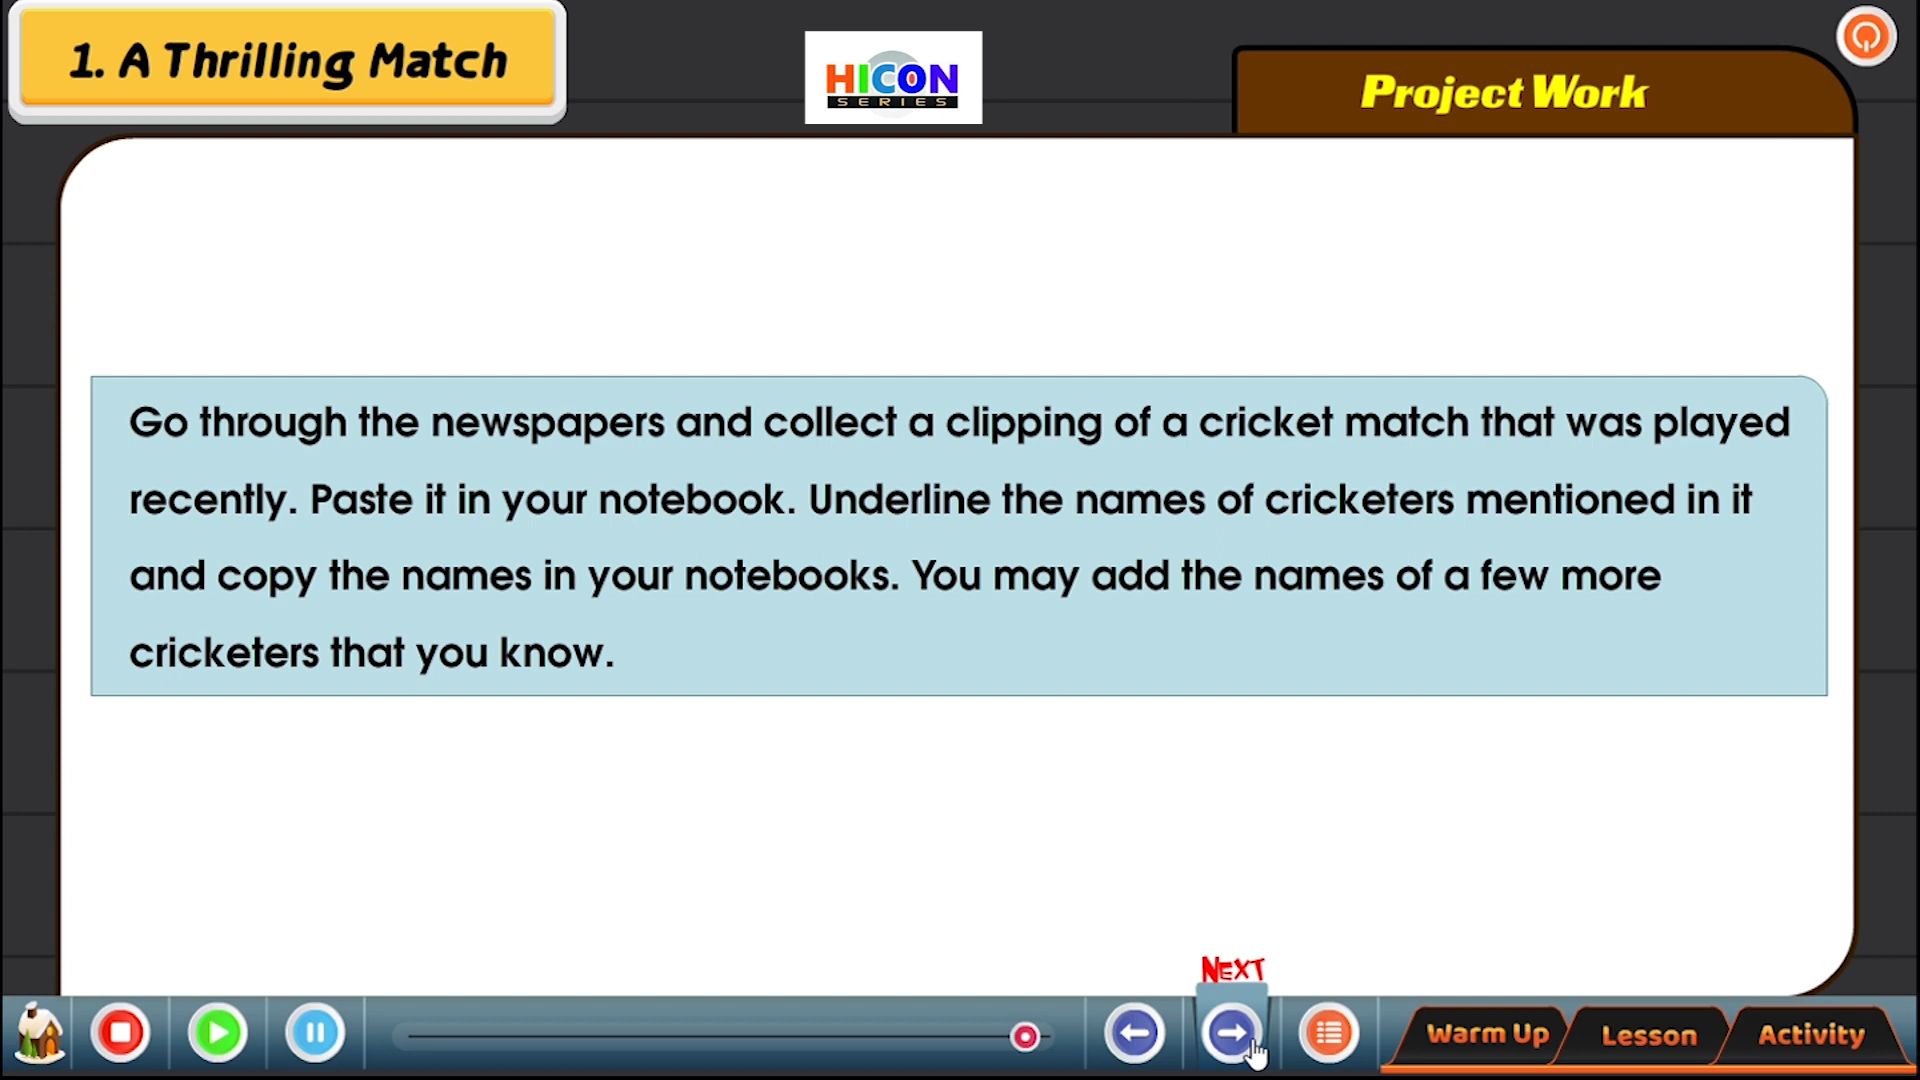 1. A Thrilling Match
HICON
SERIES
Project Work
Go through the newspapers and collect a clipping of a cricket match that was played
recently. Paste it in your notebook. Underline the names of cricketers mentioned in it
and copy the names in your notebooks. You may add the names of a few more
cricketers that you know.
NEXT
Warm Up
Lesson
Activity